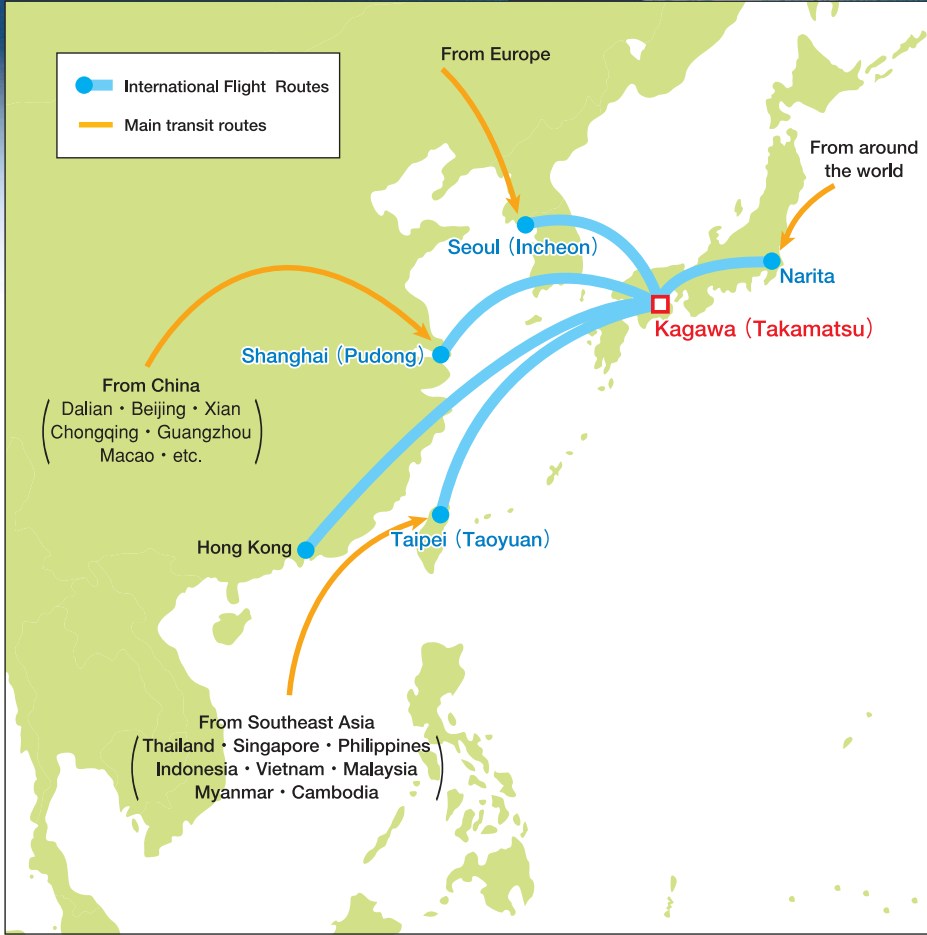 International Flight Routes
Main transit routes
From Europe
From around
the world
Seoul（Incheon）
Narita
Kagawa（Takamatsu）
Shanghai（Pudong）
From China
(Dalian・Beijing・Xian
Chongqing・Guangzhou
Macao・etc.)
Hong Kong
Taipei（Taoyuan）
From Southeast Asia
(Thailand・Singapore・Philippines
Indonesia・Vietnam・Malaysia
Myanmar・Cambodia)